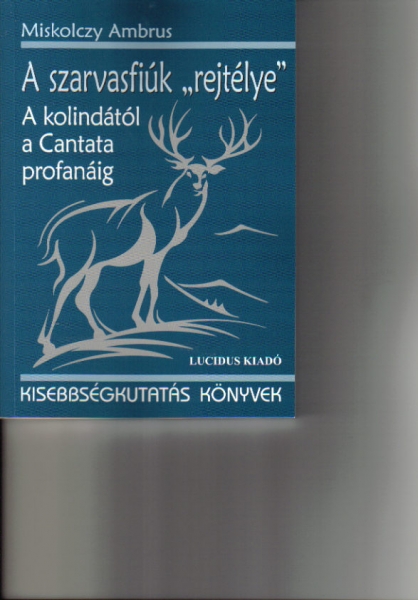 Miskolczy Ambrus
A szarvasfiúk „rejtélye”
A kolindától
a Cantata
profanáig
LUCIDUS KIADÓ
KISEBBSÉGKUTATÁS KÖNYVEK